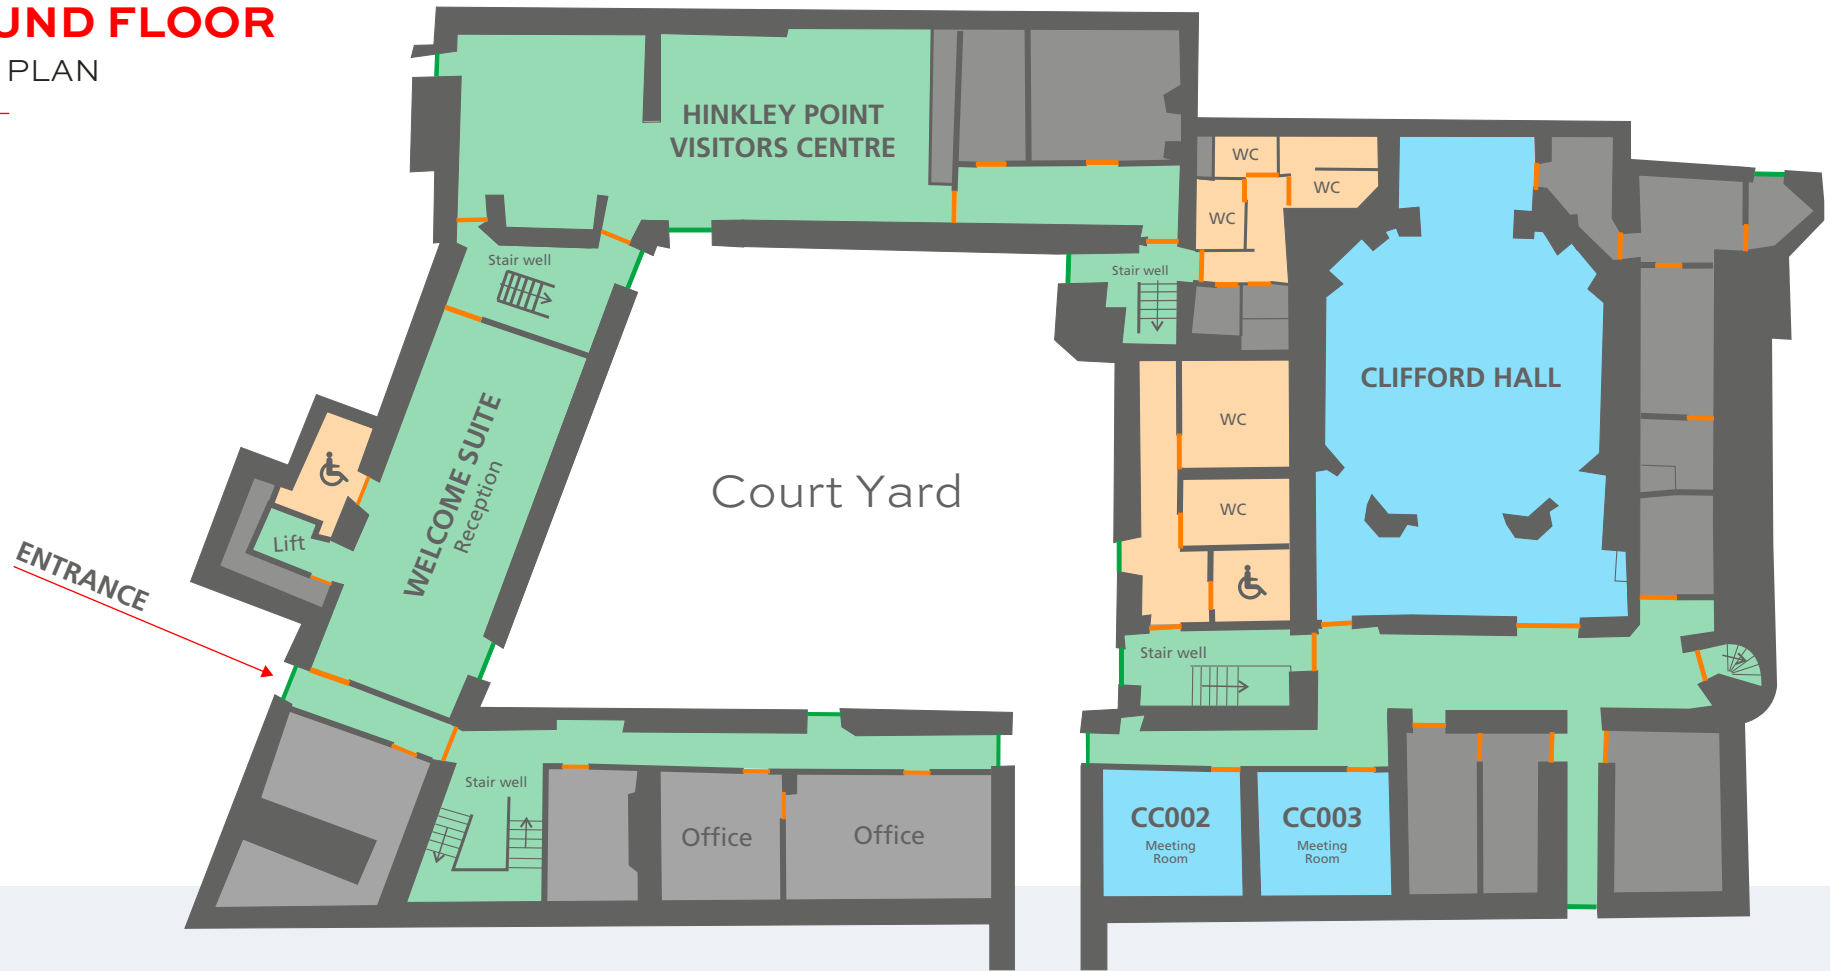 UND FLOOR
PLAN
HINKLEY POINT
VISITORS CENTRE
WC
WC
WC
Stair well
Stair well
CLIFFORD HALL
WELCOME SUITE
Reception
WC
Court Yard
WC
Lift
ENTRANCE
Stair well
Stair well
Office
Office
CC002
Meeting
Room
CC003
Meeting
Room